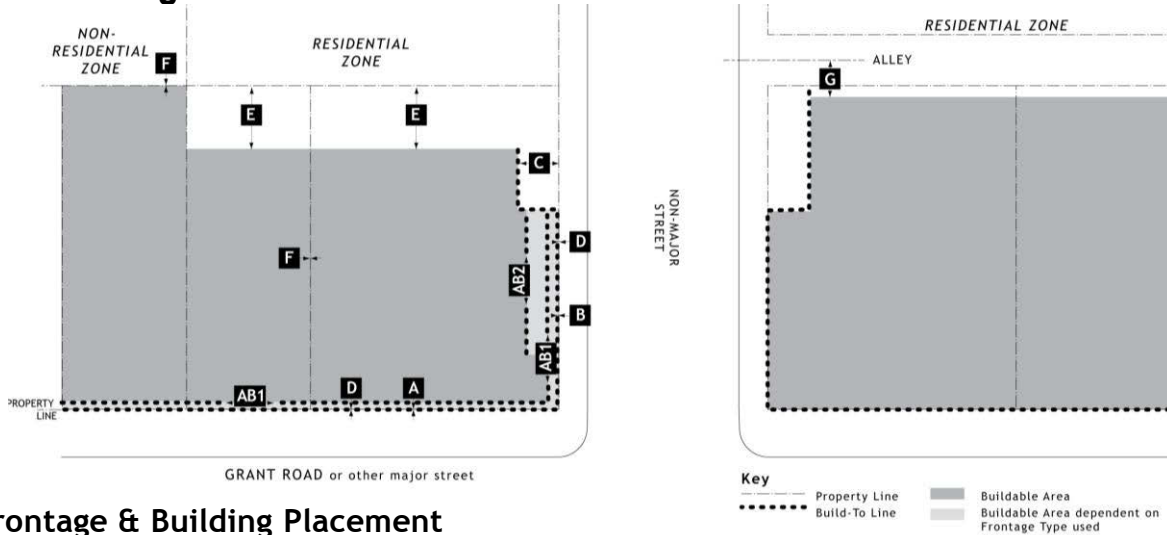 NON-
RESIDENTIAL
ZONE
F
RESIDENTIAL
ZONE
E
E
C
F
D
AB2
B
AB1
AB1
D
A
PROPERTY
LINE
GRANT ROAD or other major street
NON-MAJOR
STREET
RESIDENTIAL ZONE
ALLEY
G
Key
Property Line
Build-To Line
Buildable Area
Buildable Area dependent on
Frontage Type used
rontage & Building Placement